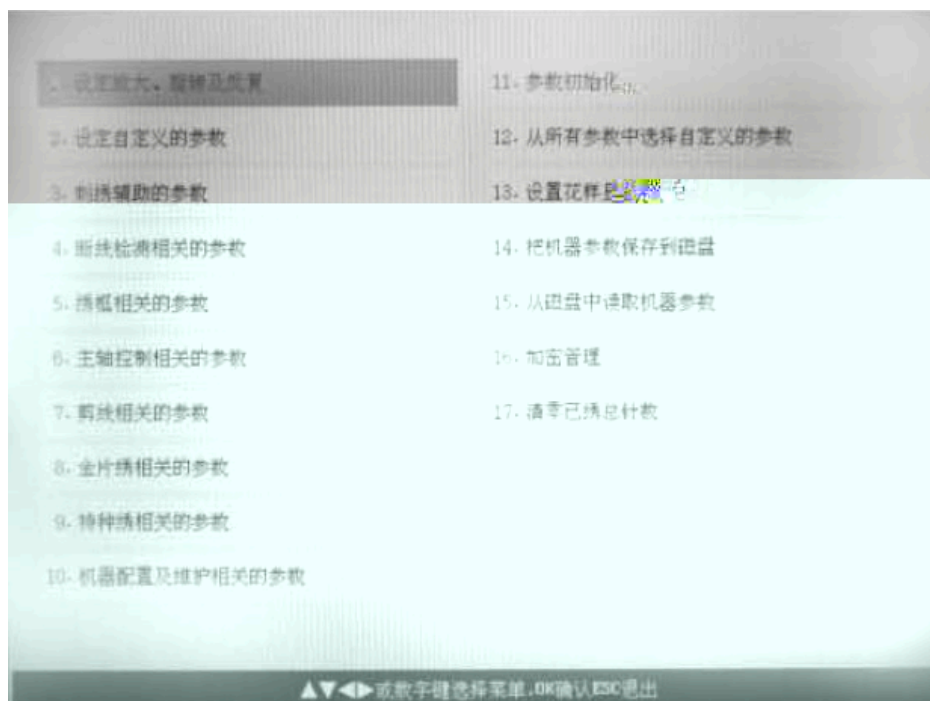 1. 设定放大、旋转及反复
2. 设定自定义的参数
3. 刺绣辅助的参数
4. 断线检测相关的参数
5. 绣框相关的参数
6. 主轴控制相关的参数
7. 剪线相关的参数
8. 金片绣相关的参数
9. 特种绣相关的参数
10. 机器配置及维护相关的参数
11. 参数初始化
12. 从所有参数中选择自定义的参数
13. 设置花样
14. 把机器参数保存到磁盘
15. 从磁盘中读取机器参数
16. 加密管理
17. 清零已绣总针数
▲▼◀▶或数字键选择菜单,OK确认ESC退出